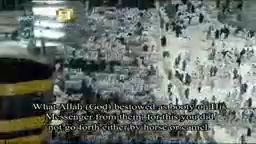 What Allah (God) bestowed as booty on His
Messenger from them, for this you did
not go forth either by horse or camel.